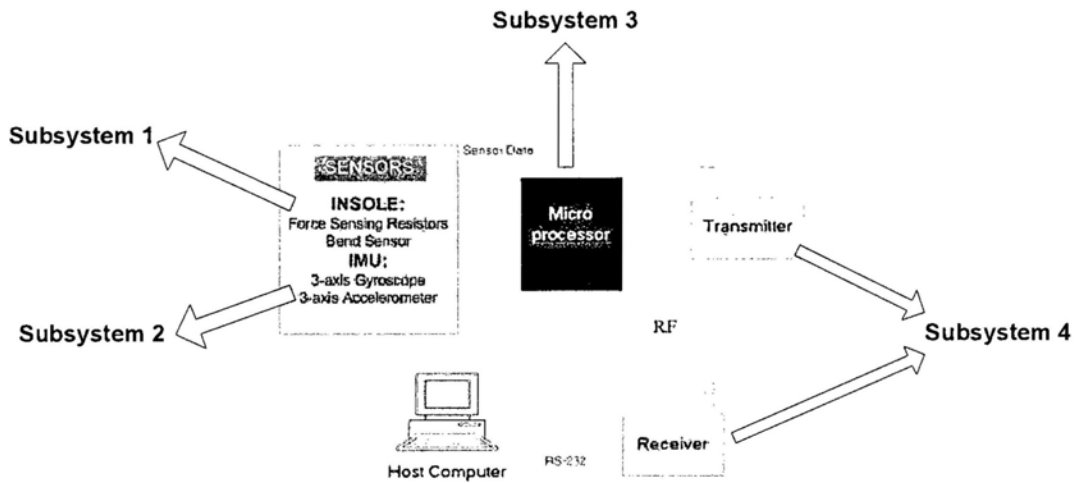 Subsystem 3
Subsystem 1
Sensor Data
SENSORS
INSOLE:
Force Sensing Resistors
Bend Sensor
IMU:
3-axis Gyroscope
3-axis Accelerometer
Micro
processor
Transmitter
Subsystem 2
RF
Subsystem 4
Receiver
RS-232
Host Computer